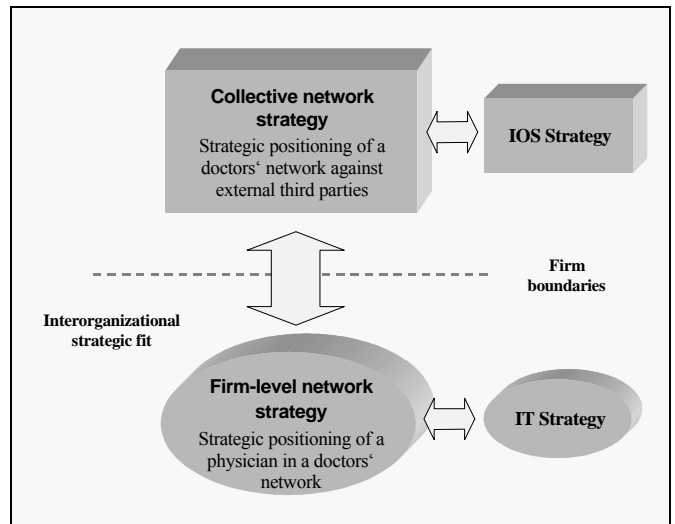 Collective network
strategy
Strategic positioning of a
doctors‘ network against
external third parties
IOS Strategy
Firm
boundaries
Interorganizational
strategic fit
Firm-level network
strategy
Strategic positioning of a
physician in a doctors‘
network
IT Strategy